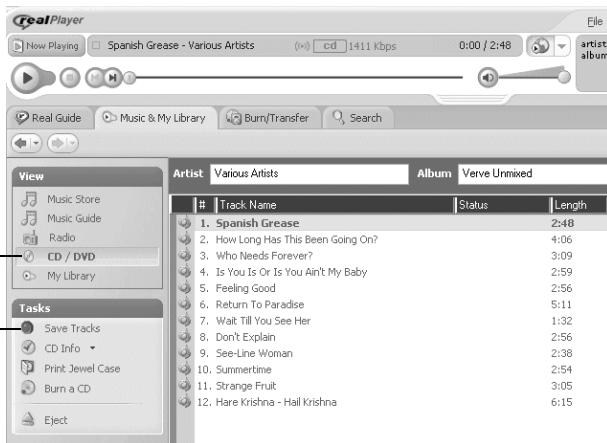 realPlayer File
Now Playing Spanish Grease - Various Artists ((•)) cd 1411 Kbps 0:00 / 2:48 artist
album
Real Guide Music & My Library Burn/Transfer Search
View Artist Various Artists Album Verve Unmixed
Music Store
Music Guide
Radio
CD / DVD
My Library
Tasks
Save Tracks
CD Info
Print Jewel Case
Burn a CD
Eject
# Track Name Status Length
1. Spanish Grease 2:48
2. How Long Has This Been Going On? 4:06
3. Who Needs Forever? 3:09
4. Is You Is Or Is You Ain't My Baby 2:59
5. Feeling Good 2:56
6. Return To Paradise 5:11
7. Wait Till You See Her 1:32
8. Don't Explain 2:56
9. See-Line Woman 2:38
10. Summertime 2:54
11. Strange Fruit 3:05
12. Hare Krishna - Hail Krishna 6:15